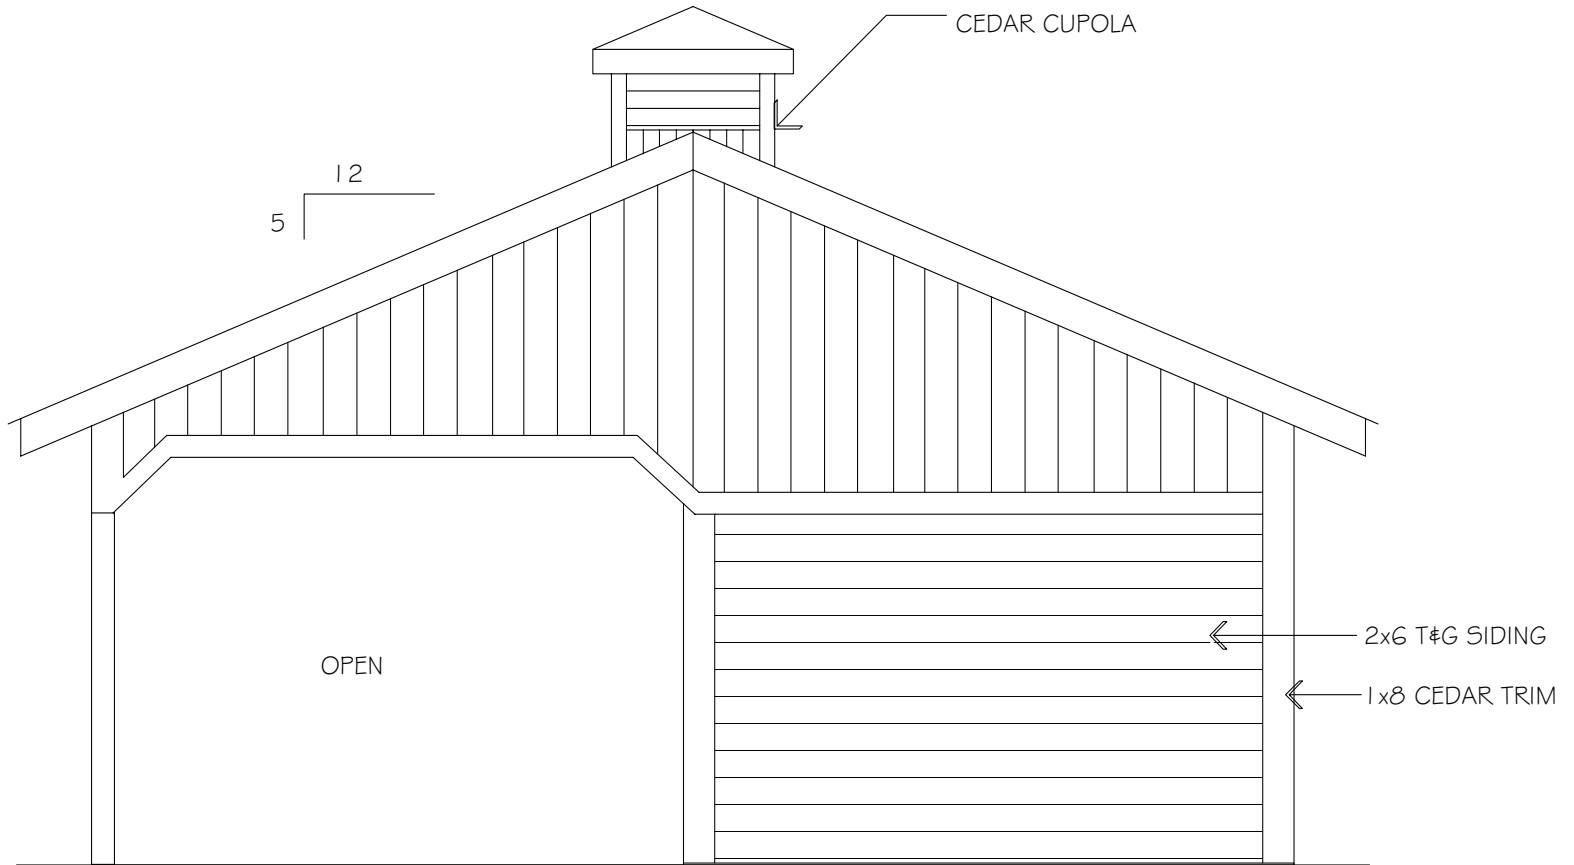 CEDAR CUPOLA
12
5
OPEN
2x6 T&G SIDING
1x8 CEDAR TRIM